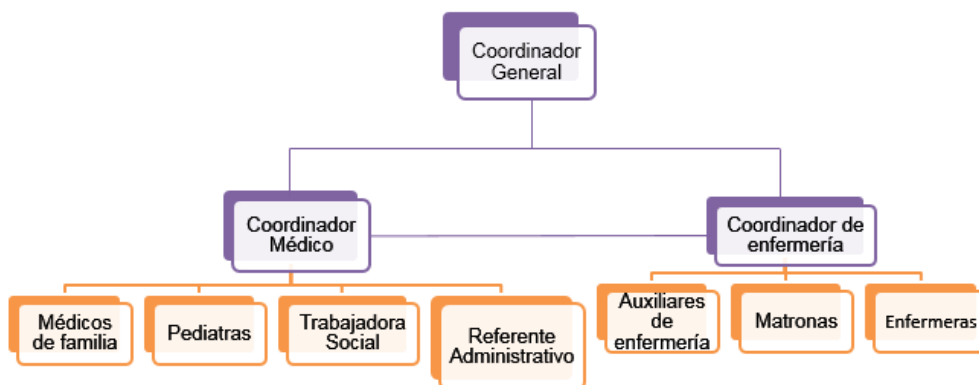 Coordinador
General
Coordinador
Médico
Coordinador de
enfermería
Médicos
de familia
Pediatras
Trabajadora
Social
Referente
Administrativo
Auxiliares
de
enfermería
Matronas
Enfermeras